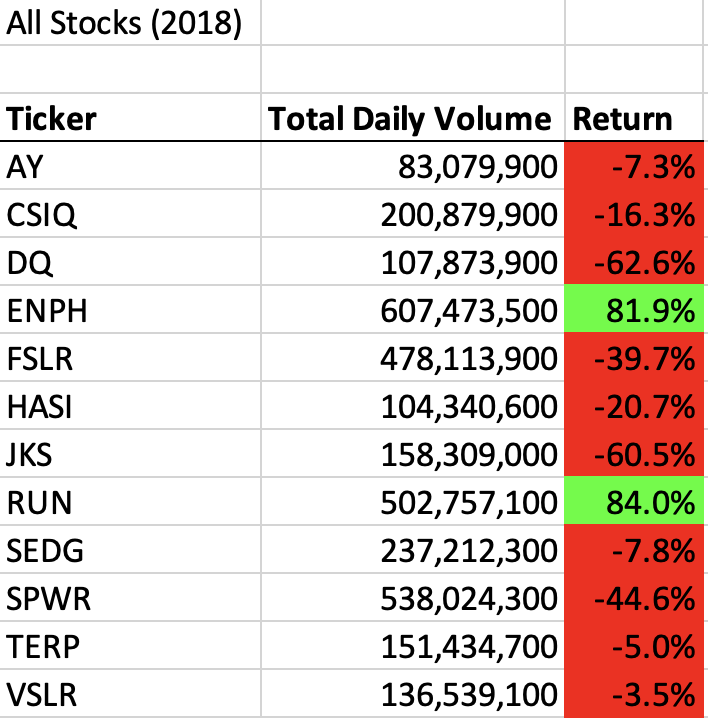 All Stocks (2018)
Ticker Total Daily Volume Return
AY 83,079,900 -7.3%
CSIQ 200,879,900 -16.3%
DQ 107,873,900 -62.6%
ENPH 607,473,500 81.9%
FSLR 478,113,900 -39.7%
HASI 104,340,600 -20.7%
JKS 158,309,000 -60.5%
RUN 502,757,100 84.0%
SEDG 237,212,300 -7.8%
SPWR 538,024,300 -44.6%
TERP 151,434,700 -5.0%
VSLR 136,539,100 -3.5%